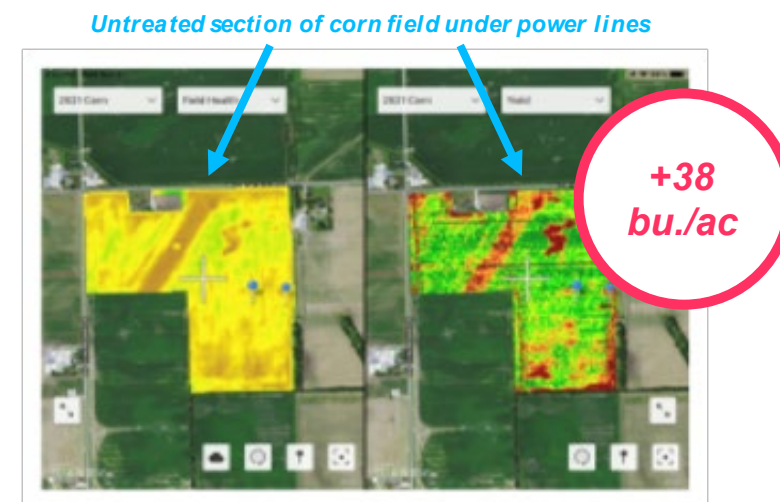 Untreated section of corn field under power lines
2021 Corn
Field Health
2021 Corn
Yield
+38
bu./ac